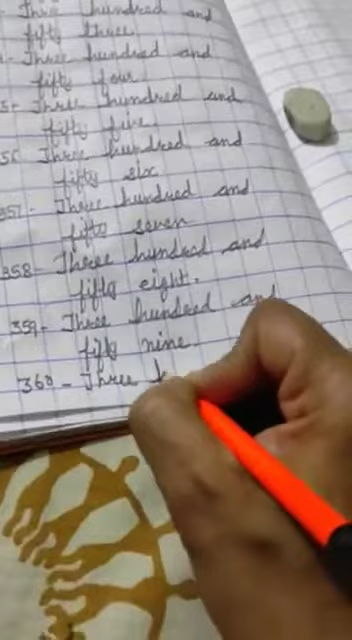 Three hundred and
fifty three
- Three hundred and
fifty four
5- Three hundred and
fifty five
56 Three hundred and
fifty six
357- Three hundred and
fifty seven
358- Three hundred and
fifty eight.
359- Three hundred and
fifty nine
360- Three h